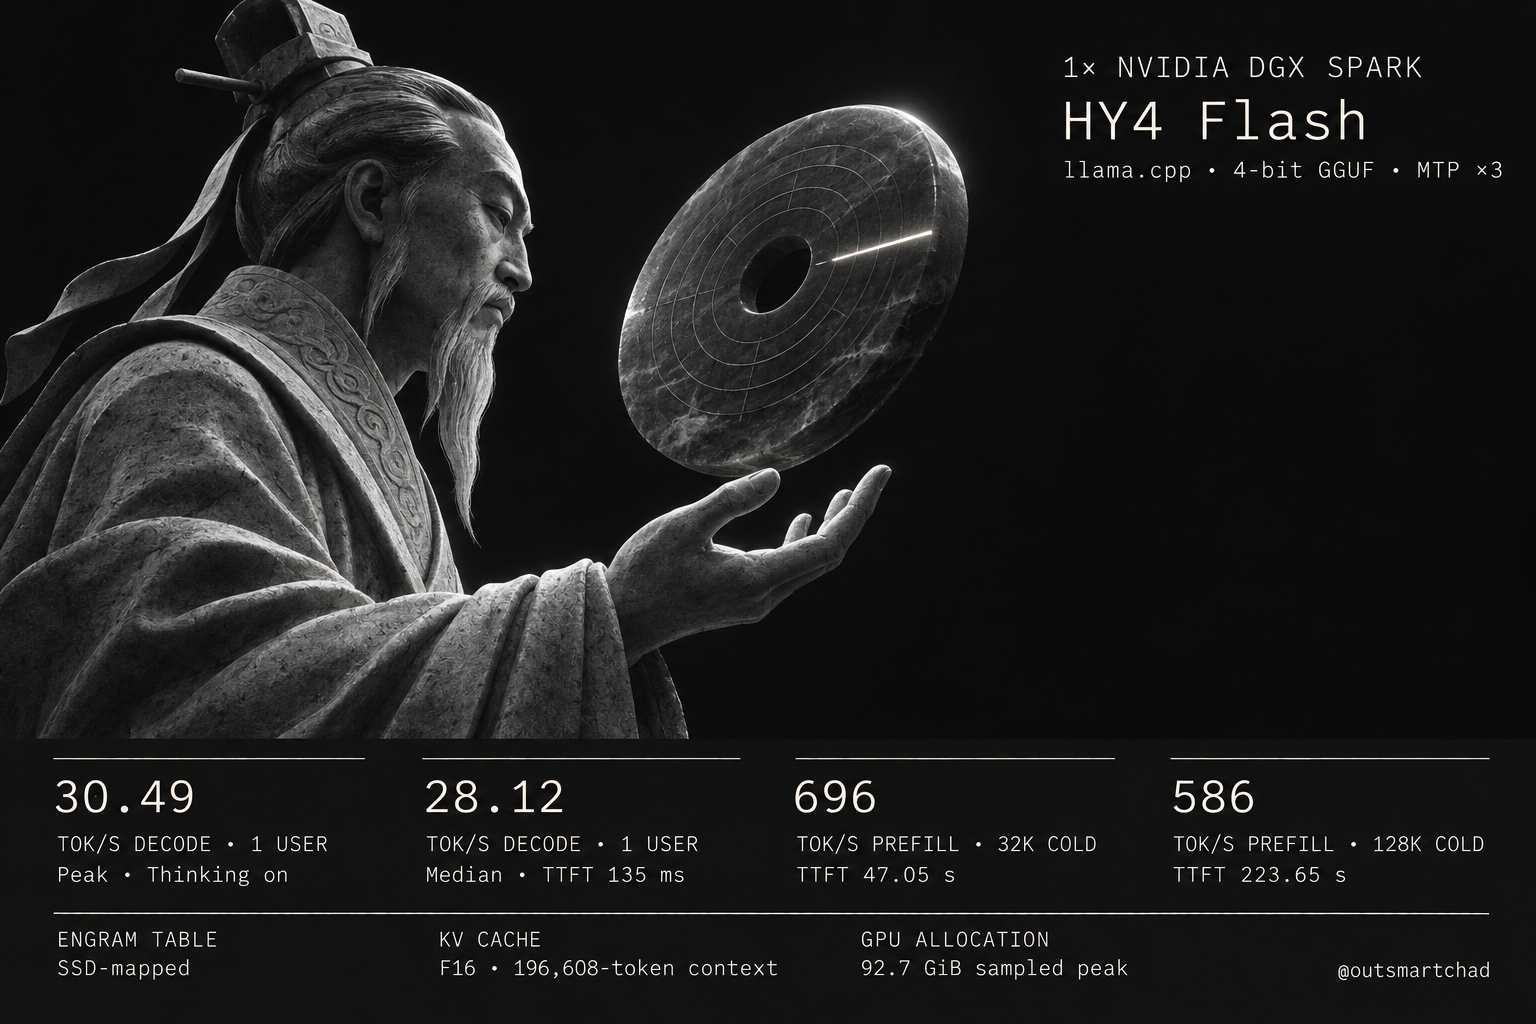 1× NVIDIA DGX SPARK
HY4 Flash
llama.cpp • 4-bit GGUF • MTP ×3
30.49
TOK/S DECODE • 1 USER
Peak • Thinking on
28.12
TOK/S DECODE • 1 USER
Median • TTFT 135 ms
696
TOK/S PREFILL • 32K COLD
TTFT 47.05 s
586
TOK/S PREFILL • 128K COLD
TTFT 223.65 s
ENGRAM TABLE
SSD-mapped
KV CACHE
F16 • 196,608-token context
GPU ALLOCATION
92.7 GiB sampled peak
@outsmartchad